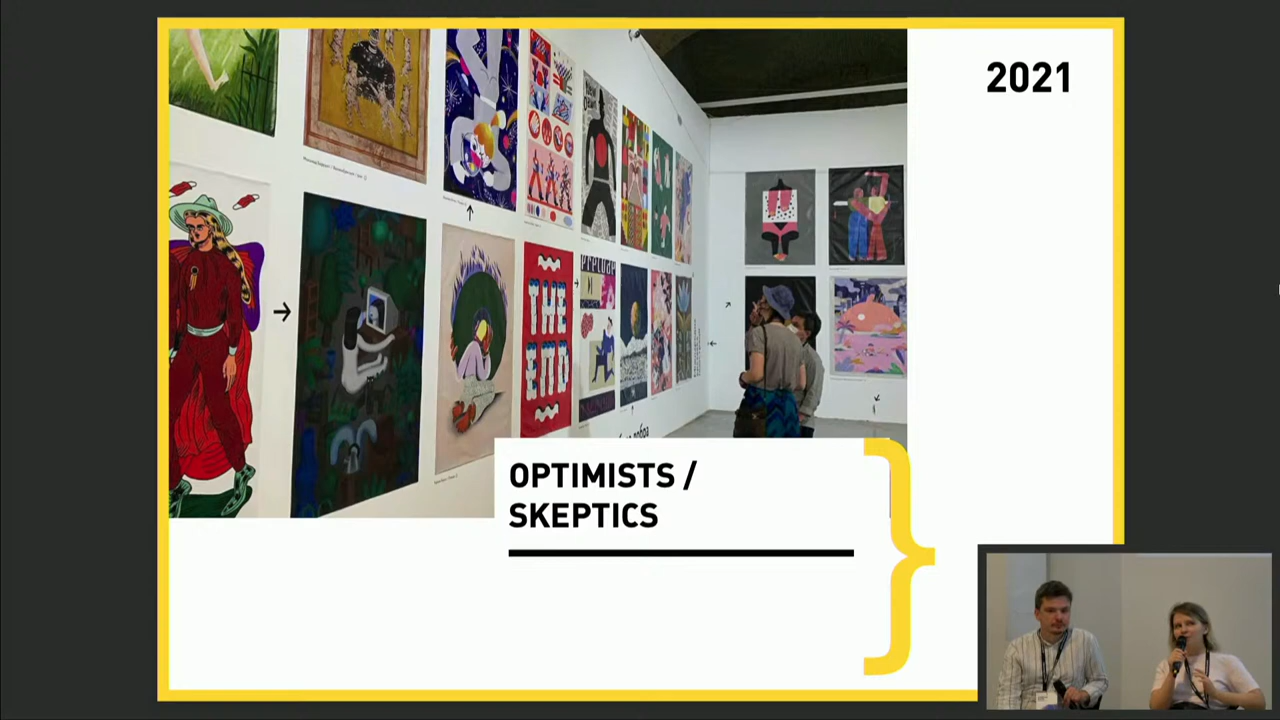 2021
THE
END
OPTIMISTS /
SKEPTICS
}